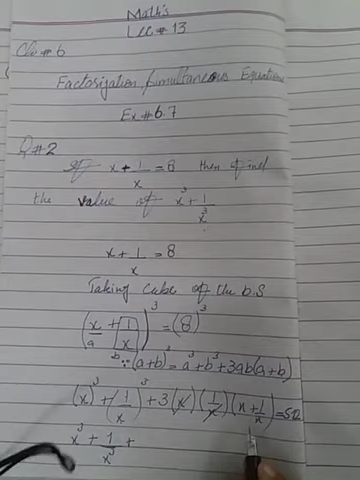 Math's
Lec # 13
Ch # 6
Factorization, Simultaneous Equations
Ex # 6.7
Q # 2
If x + 1/x = 8 then find
the value of x³ + 1/x³
x + 1/x = 8
Taking cube of the b.S
(x + 1/x)³ = (8)³
a b ∵ (a+b)³ = a³ + b³ + 3ab(a+b)
(x)³ + (1/x)³ + 3(x)(1/x)(x + 1/x) = 512
x³ + 1/x³ +